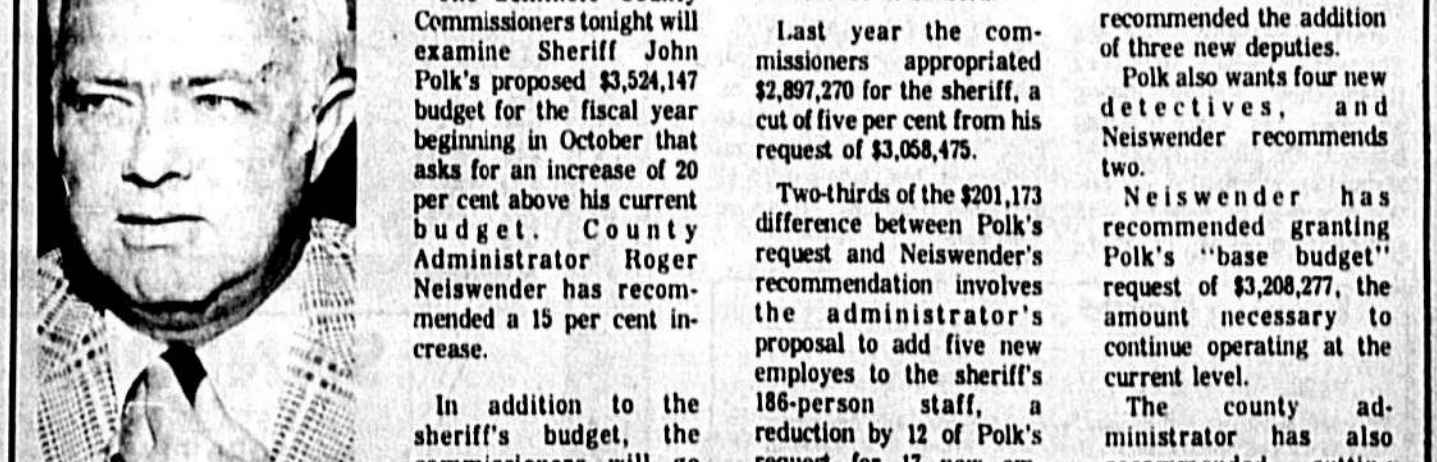 Commissioners tonight will
examine Sheriff John
Polk's proposed $3,524,147
budget for the fiscal year
beginning in October that
asks for an increase of 20
per cent above his current
budget. County
Administrator Roger
Neiswender has recom-
mended a 15 per cent in-
crease.
In addition to the
sheriff's budget, the
Last year the com-
missioners appropriated
$2,897,270 for the sheriff, a
cut of five per cent from his
request of $3,058,475.
Two-thirds of the $201,173
difference between Polk's
request and Neiswender's
recommendation involves
the administrator's
proposal to add five new
employes to the sheriff's
186-person staff, a
reduction by 12 of Polk's
recommended the addition
of three new deputies.
Polk also wants four new
detectives, and
Neiswender recommends
two.
Neiswender has
recommended granting
Polk's "base budget"
request of $3,208,277, the
amount necessary to
continue operating at the
current level.
The county ad-
ministrator has also